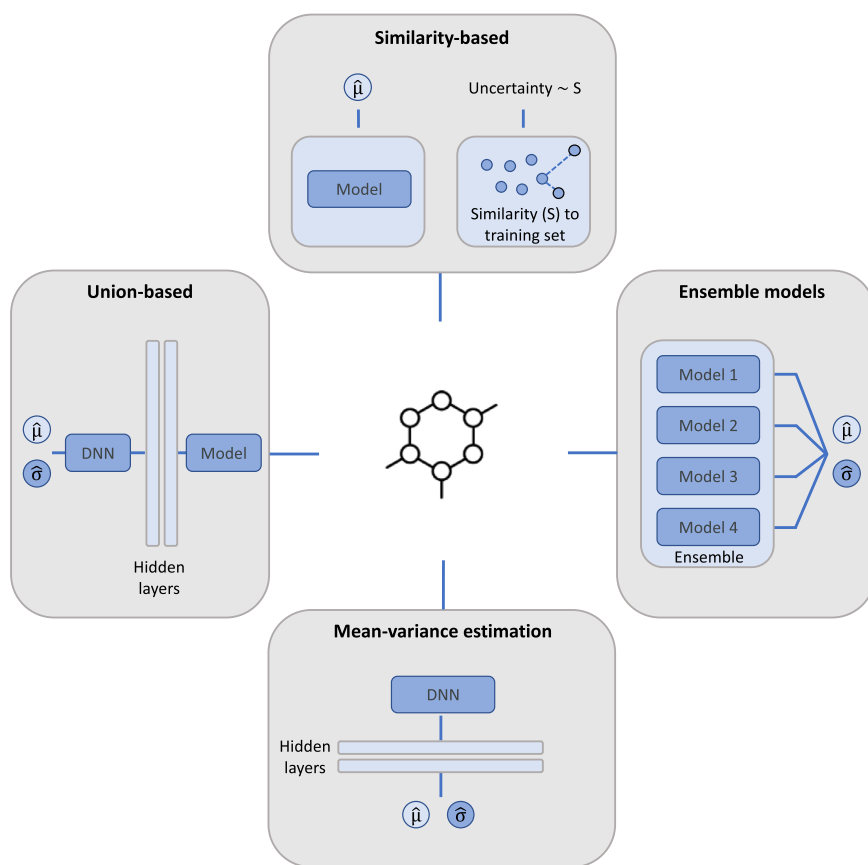 Similarity-based
μ̂
Uncertainty ~ S
Model
Similarity (S) to
training set
Union-based
μ̂
σ̂
DNN
Model
Hidden
layers
Ensemble models
Model 1
Model 2
Model 3
Model 4
Ensemble
μ̂
σ̂
Mean-variance estimation
DNN
Hidden
layers
μ̂ σ̂